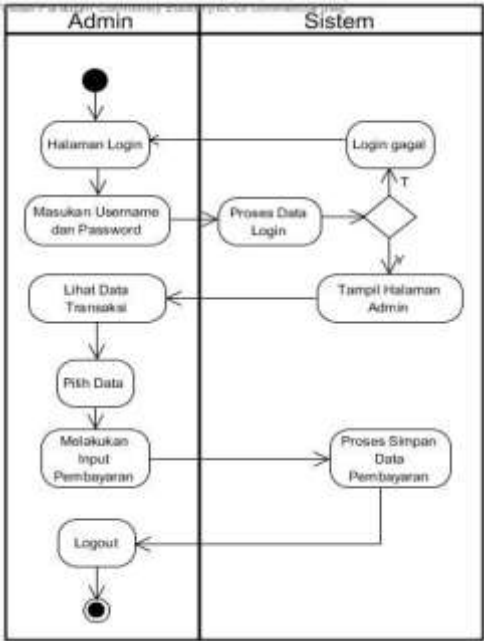 Admin
Sistem
Halaman Login
Login gagal
T
Masukan Username
dan Password
Proses Data
Login
Y
Lihat Data
Transaksi
Tampil Halaman
Admin
Pilih Data
Melakukan
Input
Pembayaran
Proses Simpan
Data
Pembayaran
Logout